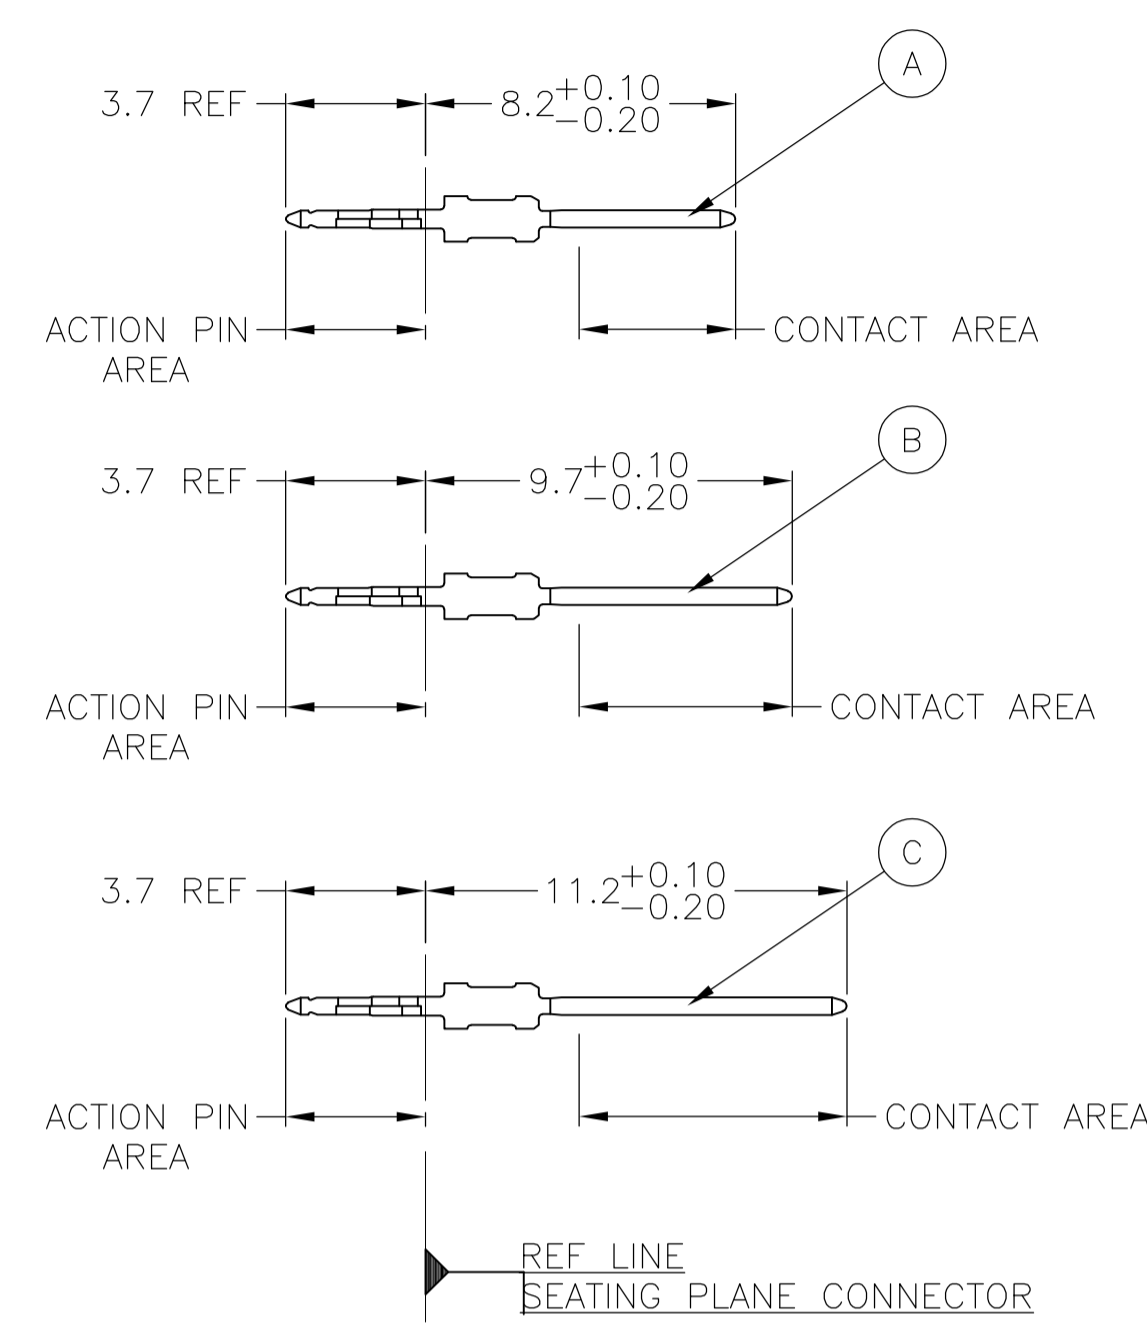 A
3.7 REF
8.2 +0.10 −0.20
ACTION PIN
AREA
CONTACT AREA
B
3.7 REF
9.7 +0.10 −0.20
ACTION PIN
AREA
CONTACT AREA
C
3.7 REF
11.2 +0.10 −0.20
ACTION PIN
AREA
CONTACT AREA
REF LINE
SEATING PLANE CONNECTOR